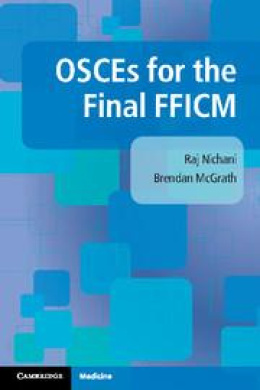 OSCEs for the
Final FFICM
Raj Nichani
Brendan McGrath
CAMBRIDGE Medicine